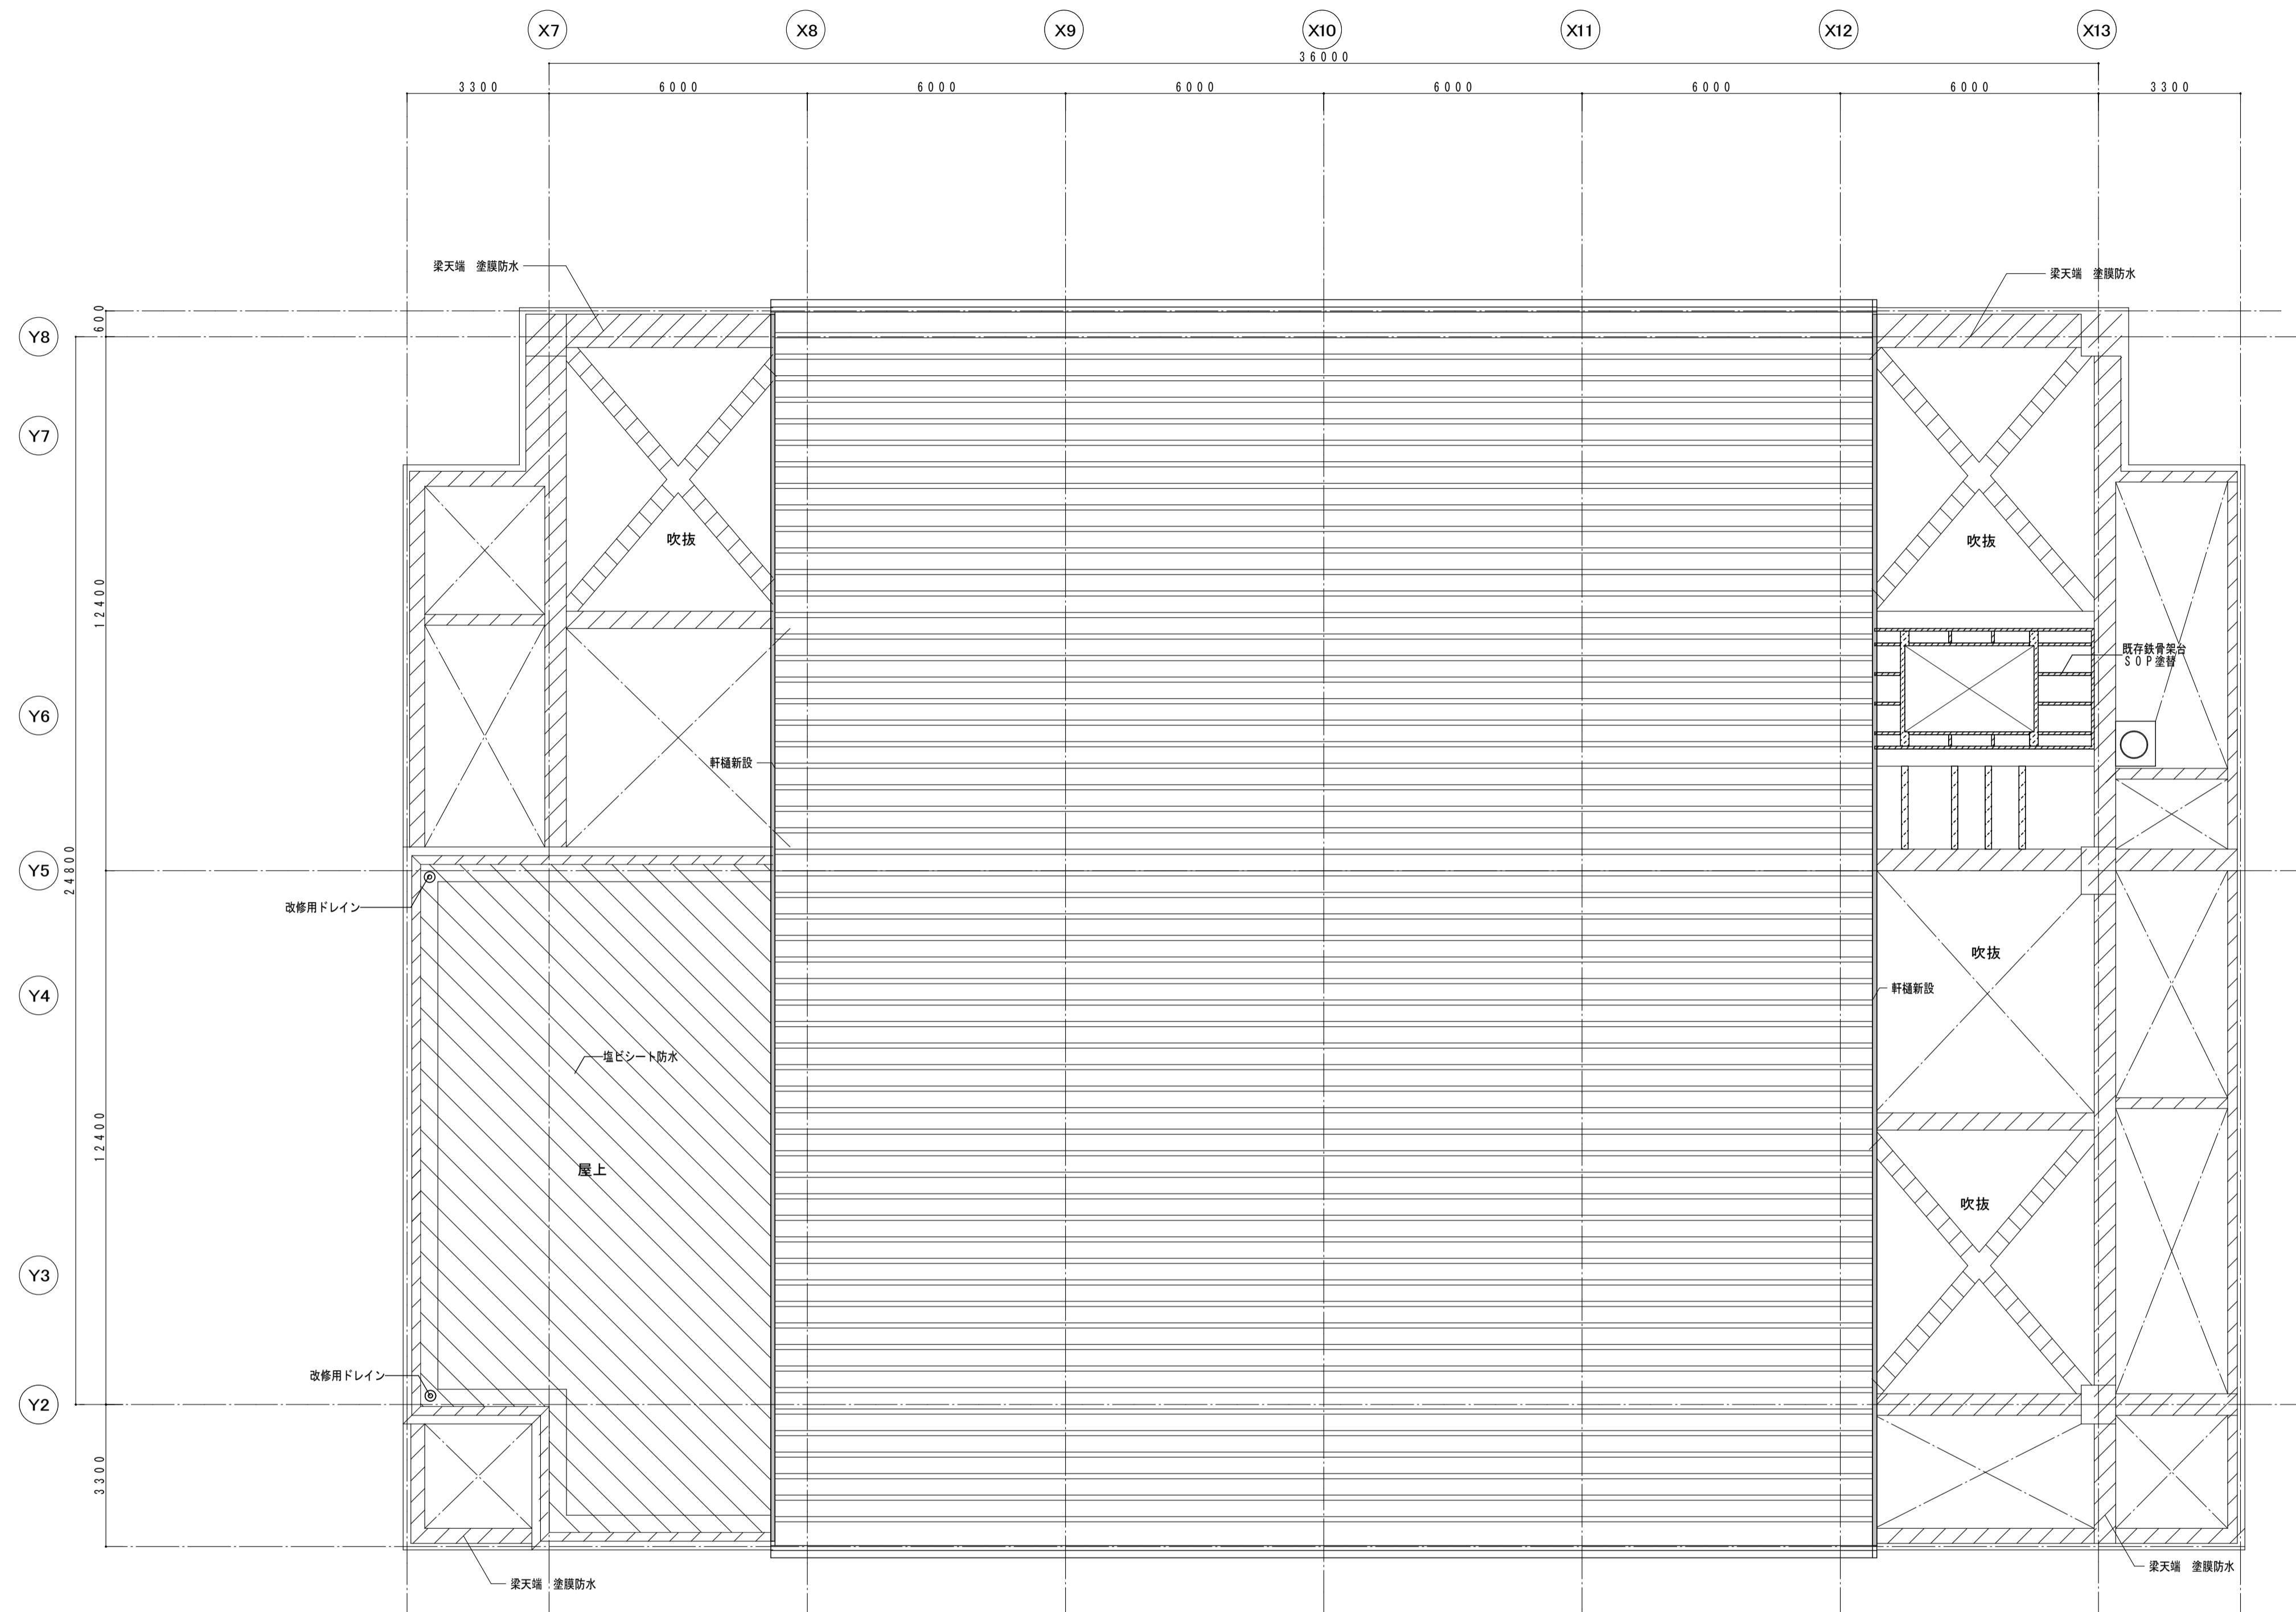 X7
X8
X9
X10
X11
X12
X13
36000
3300
6000
6000
6000
6000
6000
6000
3300
梁天端　塗膜防水
梁天端　塗膜防水
600
Y8
Y7
吹抜
吹抜
12400
既存鉄骨架台
ＳＯＰ塗替
Y6
軒樋新設
Y5
24800
改修用ドレイン
吹抜
軒樋新設
Y4
塩ビシート防水
12400
屋上
吹抜
Y3
改修用ドレイン
Y2
3300
梁天端　塗膜防水
梁天端　塗膜防水